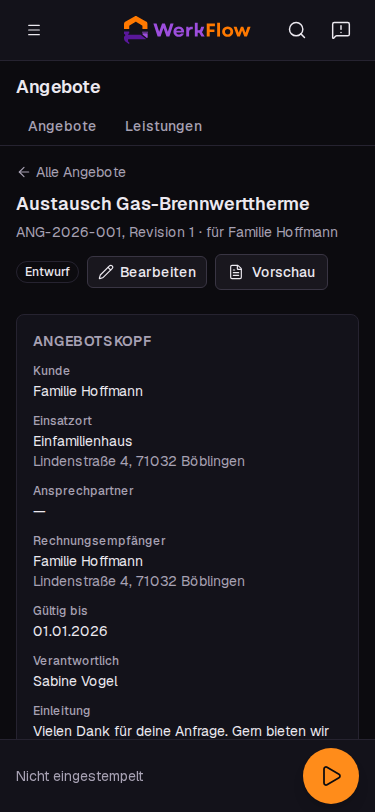 WerkFlow
Angebote
Angebote Leistungen
Alle Angebote
Austausch Gas-Brennwerttherme
ANG-2026-001, Revision 1 · für Familie Hoffmann
Entwurf Bearbeiten Vorschau
ANGEBOTSKOPF
Kunde
Familie Hoffmann
Einsatzort
Einfamilienhaus
Lindenstraße 4, 71032 Böblingen
Ansprechpartner
—
Rechnungsempfänger
Familie Hoffmann
Lindenstraße 4, 71032 Böblingen
Gültig bis
01.01.2026
Verantwortlich
Sabine Vogel
Einleitung
Vielen Dank für deine Anfrage. Gern bieten wir
Nicht eingestempelt